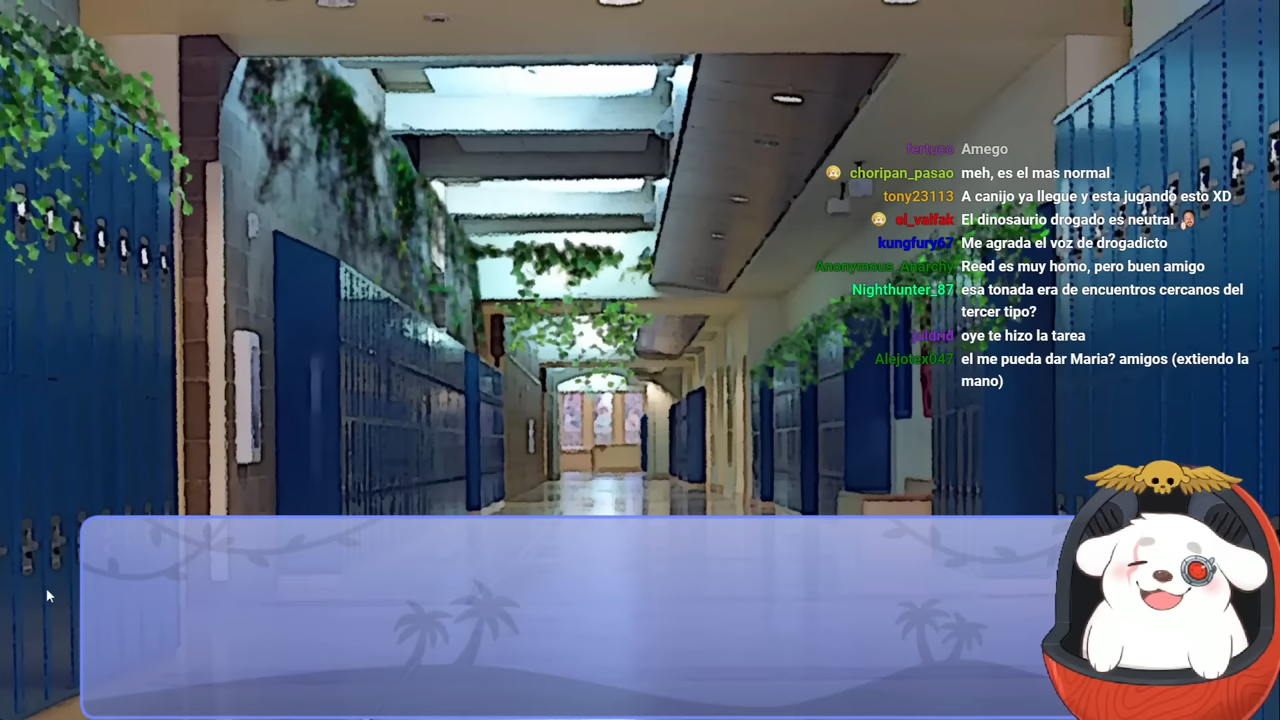 fertuco Amego
choripan_pasao meh, es el mas normal
tony23113 A canijo ya llegue y esta jugando esto XD
el_valfak El dinosaurio drogado es neutral
kungfury67 Me agrada el voz de drogadicto
Anonymous_Anarchy Reed es muy homo, pero buen amigo
Nighthunter_87 esa tonada era de encuentros cercanos del
tercer tipo?
oye te hizo la tarea
Alejotex047 el me pueda dar Maria? amigos (extiendo la
mano)